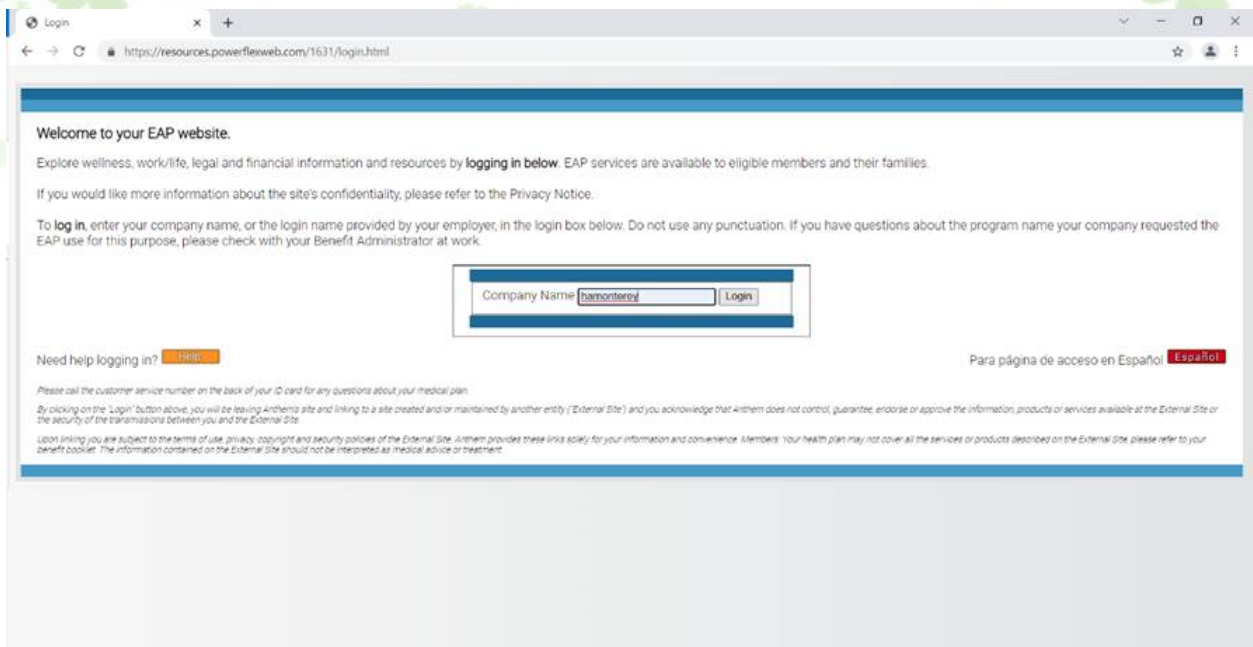 Login
https://resources.powerflexweb.com/1631/login.html
Welcome to your EAP website.
Explore wellness, work/life, legal and financial information and resources by logging in below. EAP services are available to eligible members and their families.
If you would like more information about the site's confidentiality, please refer to the Privacy Notice.
To log in, enter your company name, or the login name provided by your employer, in the login box below. Do not use any punctuation. If you have questions about the program name your company requested the
EAP use for this purpose, please check with your Benefit Administrator at work.
Company Name hamonterey Login
Need help logging in? Help
Para página de acceso en Español Español
Please call the customer service number on the back of your ID card for any questions about your medical plan.
By clicking on the "Login" button above, you will be leaving Anthem's site and linking to a site created and/or maintained by another entity ("External Site") and you acknowledge that Anthem does not control, guarantee, endorse or approve the information, products or services available at the External Site or
the security of the transmissions between you and the External Site.
Upon linking you are subject to the terms of use, privacy, copyright and security policies of the External Site. Anthem provides these links solely for your information and convenience. Members: Your health plan may not cover all the services or products described on the External Site, please refer to your
benefit booklet. The information contained on the External Site should not be interpreted as medical advice or treatment.